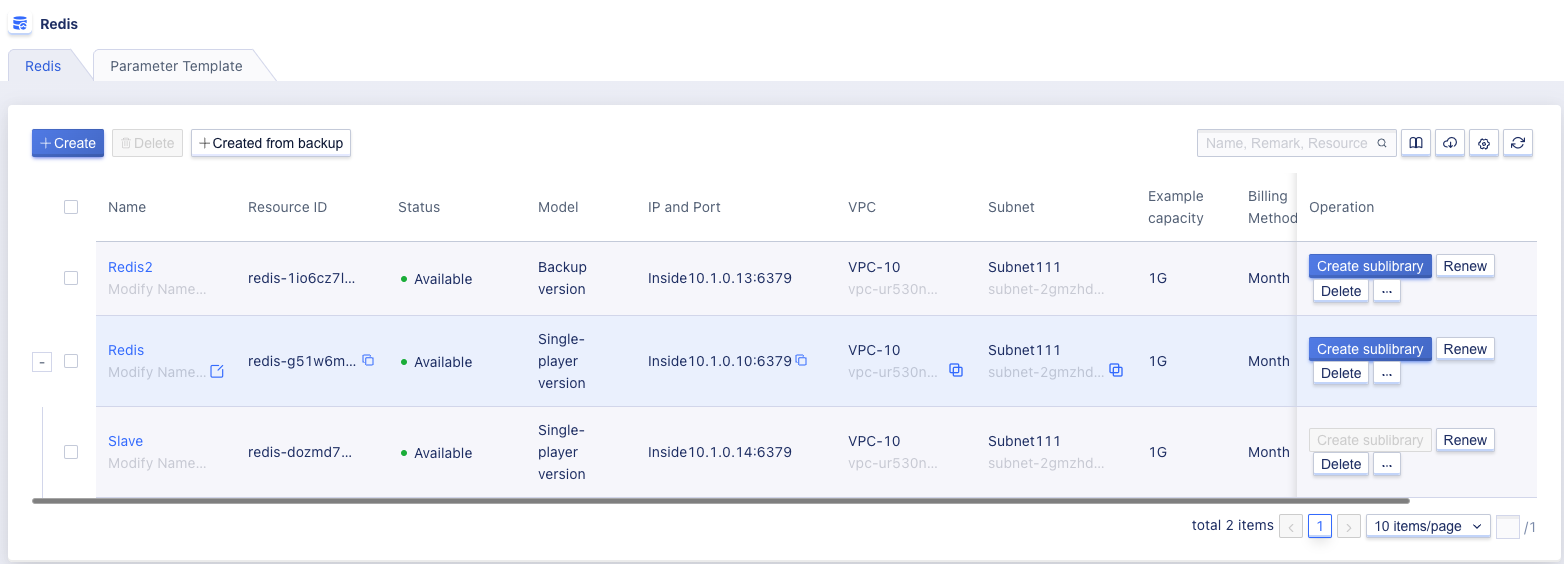 Redis
Redis Parameter Template
+Create Delete +Created from backup Name, Remark, Resource
Name Resource ID Status Model IP and Port VPC Subnet Example capacity Billing Method Operation
Redis2 redis-1io6cz7l... Available Backup version Inside10.1.0.13:6379 VPC-10 Subnet111 1G Month Create sublibrary Renew
Modify Name... vpc-ur530n... subnet-2gmzhd... Delete ...
- Redis redis-g51w6m... Available Single-player version Inside10.1.0.10:6379 VPC-10 Subnet111 1G Month Create sublibrary Renew
Modify Name... vpc-ur530n... subnet-2gmzhd... Delete ...
Slave redis-dozmd7... Available Single-player version Inside10.1.0.14:6379 VPC-10 Subnet111 1G Month Create sublibrary Renew
Modify Name... vpc-ur530n... subnet-2gmzhd... Delete ...
total 2 items < 1 > 10 items/page /1